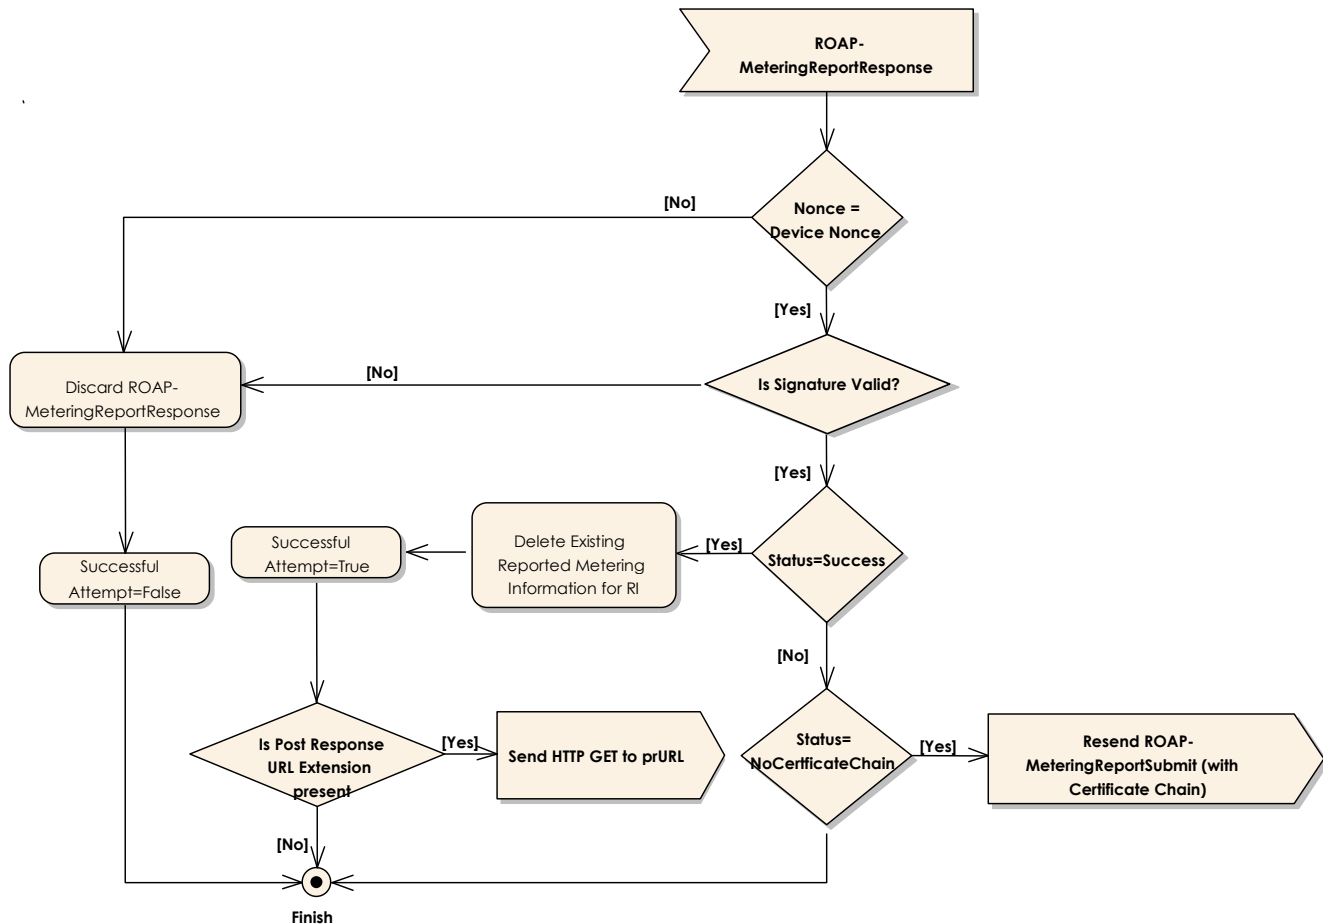 ROAP-
MeteringReportResponse
[No]
Nonce =
Device Nonce
[Yes]
Discard ROAP-
MeteringReportResponse
[No]
Is Signature Valid?
[Yes]
Successful
Attempt=False
Successful
Attempt=True
Delete Existing
Reported Metering
Information for RI
[Yes]
Status=Success
[No]
Is Post Response
URL Extension
present
[Yes]
Send HTTP GET to prURL
Status=
NoCertficateChain
[Yes]
Resend ROAP-
MeteringReportSubmit (with
Certificate Chain)
[No]
Finish